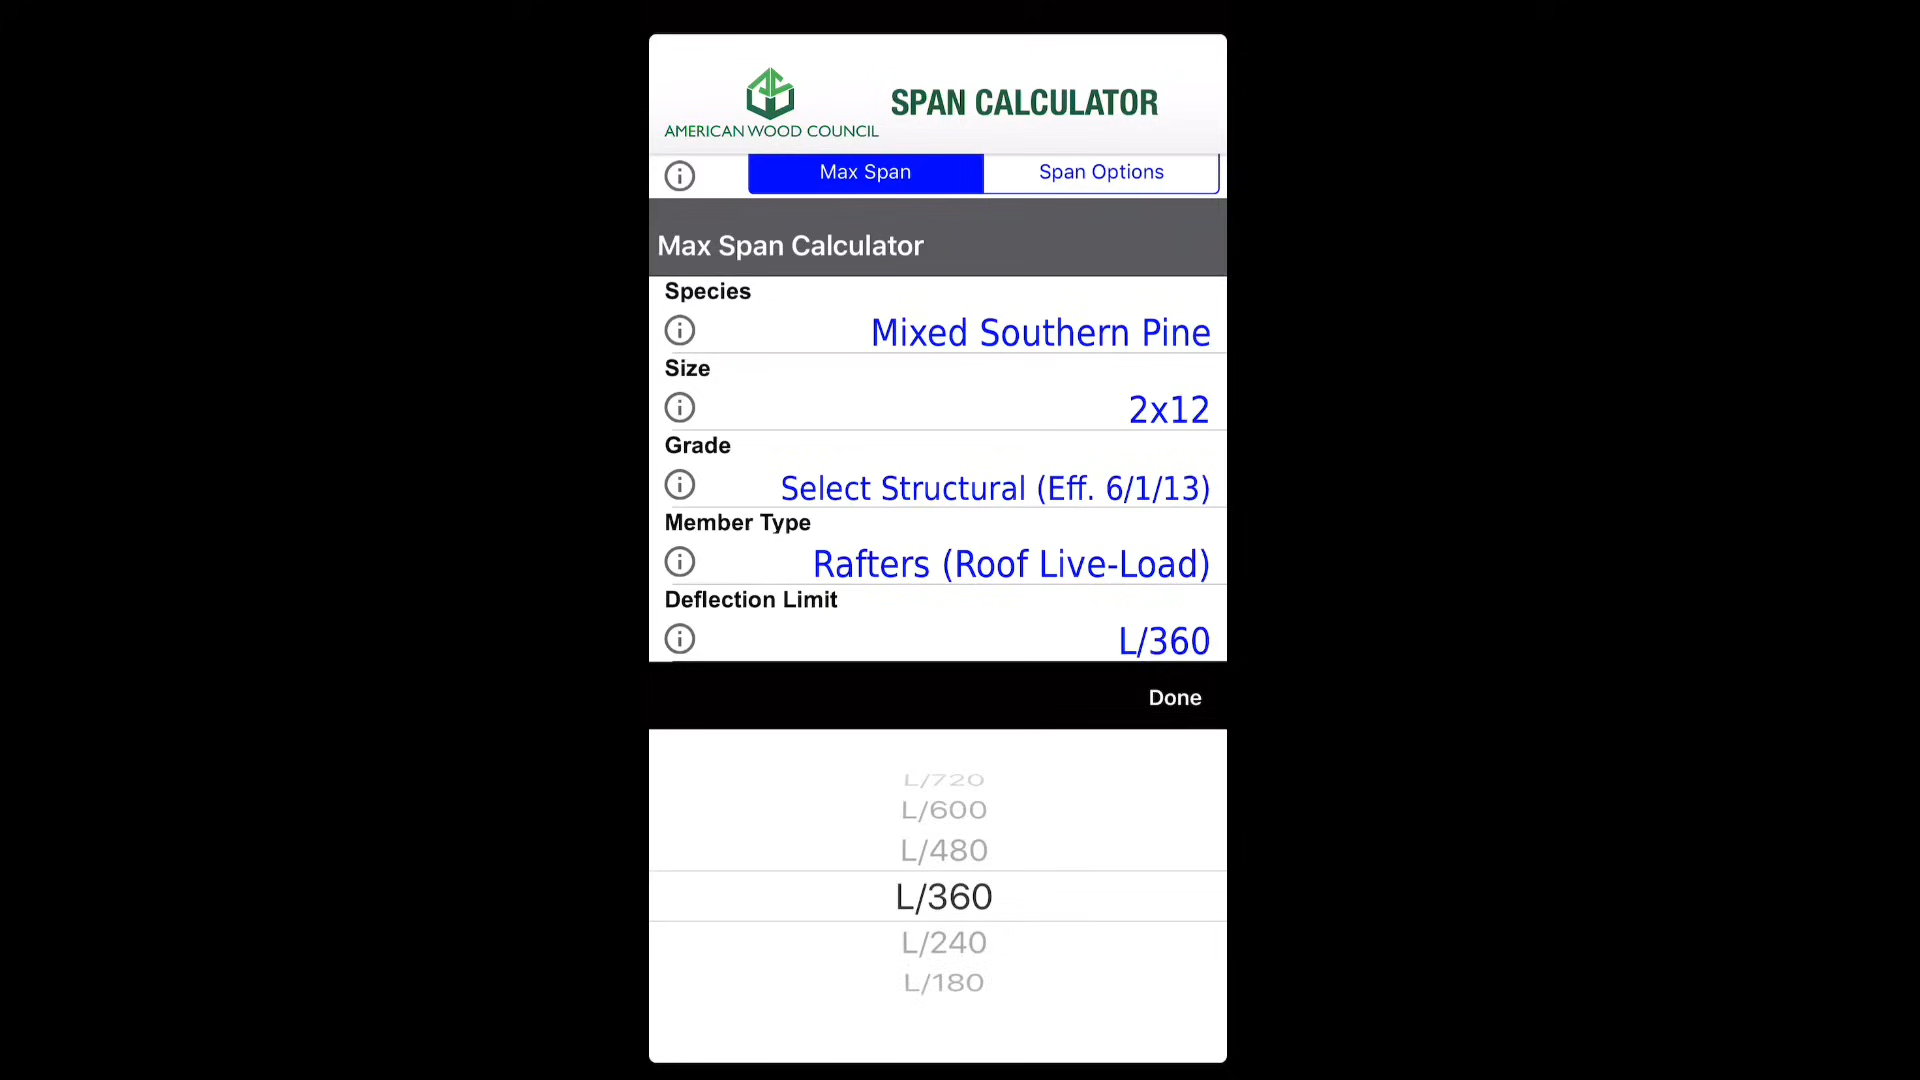 AMERICAN WOOD COUNCIL
SPAN CALCULATOR
Max Span
Span Options
Max Span Calculator
Species
Mixed Southern Pine
Size
2x12
Grade
Select Structural (Eff. 6/1/13)
Member Type
Rafters (Roof Live-Load)
Deflection Limit
L/360
Done
L/720
L/600
L/480
L/360
L/240
L/180